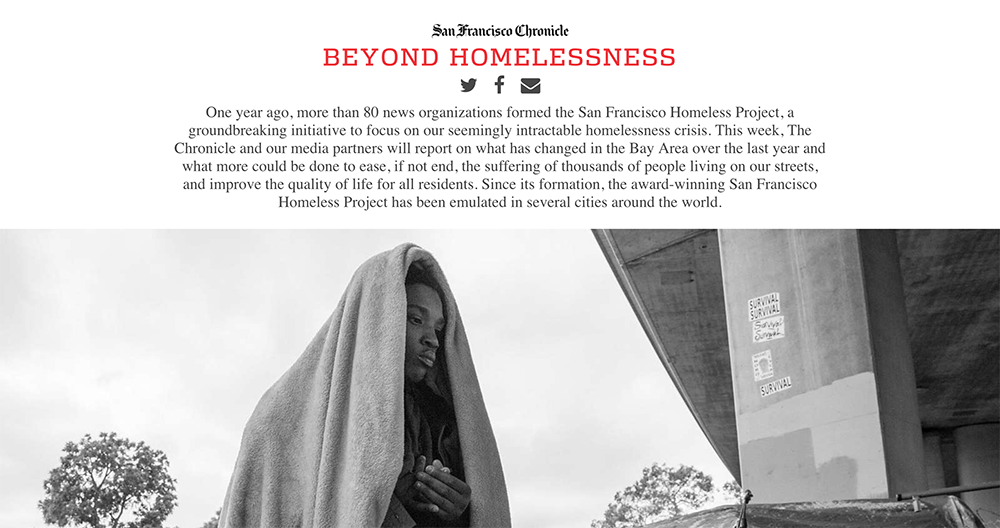 San Francisco Chronicle
BEYOND HOMELESSNESS
One year ago, more than 80 news organizations formed the San Francisco Homeless Project, a
groundbreaking initiative to focus on our seemingly intractable homelessness crisis. This week, The
Chronicle and our media partners will report on what has changed in the Bay Area over the last year and
what more could be done to ease, if not end, the suffering of thousands of people living on our streets,
and improve the quality of life for all residents. Since its formation, the award-winning San Francisco
Homeless Project has been emulated in several cities around the world.
SURVIVAL
SURVIVAL
Survival
Survival
SURVIVAL